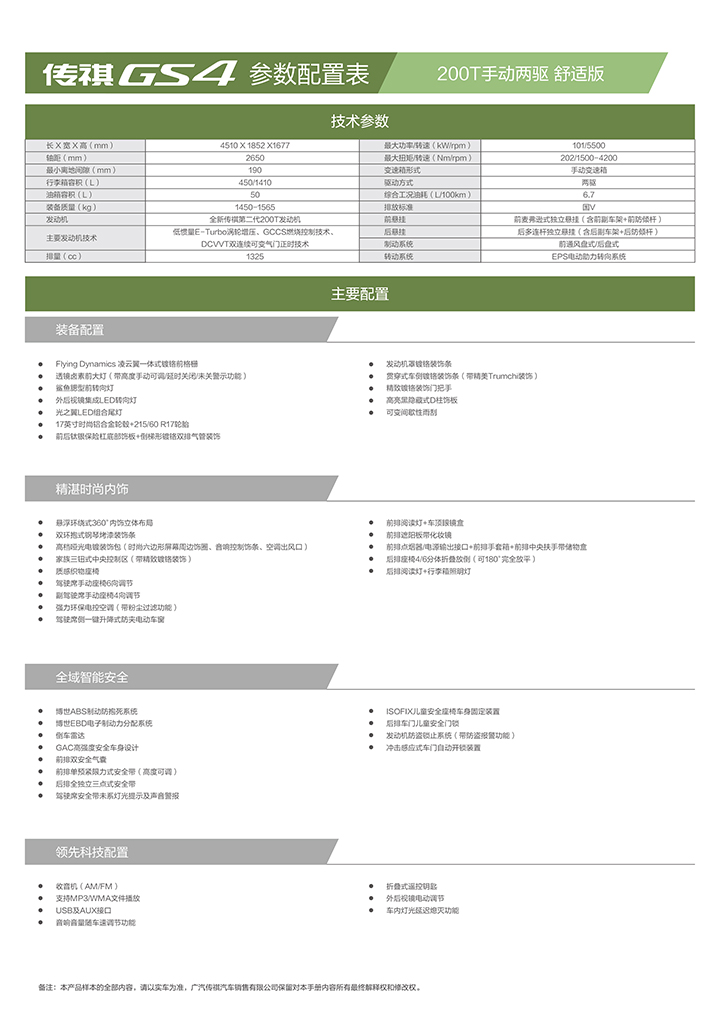 传祺 GS4 参数配置表
200T手动两驱 舒适版
技术参数
长 X 宽 X 高（mm） 4510 X 1852 X1677 最大功率/转速（kW/rpm） 101/5500
轴距（mm） 2650 最大扭矩/转速（Nm/rpm） 202/1500-4200
最小离地间隙（mm） 190 变速箱形式 手动变速箱
行李箱容积（L） 450/1410 驱动方式 两驱
油箱容积（L） 50 综合工况油耗（L/100km） 6.7
装备质量（kg） 1450-1565 排放标准 国V
发动机 全新传祺第二代200T发动机 前悬挂 前麦弗逊式独立悬挂（含前副车架+前防倾杆）
主要发动机技术 低惯量E-Turbo涡轮增压、GCCS燃烧控制技术、 后悬挂 后多连杆独立悬挂（含后副车架+后防倾杆）
DCVVT双连续可变气门正时技术 制动系统 前通风盘式/后盘式
排量（cc） 1325 转动系统 EPS电动助力转向系统
主要配置
装备配置
Flying Dynamics 凌云翼一体式镀铬前格栅
透镜卤素前大灯（带高度手动可调/延时关闭/未关警示功能）
鲨鱼鳃型前转向灯
外后视镜集成LED转向灯
光之翼LED组合尾灯
17英寸时尚铝合金轮毂+215/60 R17轮胎
前后钛银保险杠底部饰板+倒梯形镀铬双排气管装饰
发动机罩镀铬装饰条
贯穿式车侧镀铬装饰条（带精美Trumchi装饰）
精致镀铬装饰门把手
高亮黑隐藏式D柱饰板
可变间歇性雨刮
精湛时尚内饰
悬浮环绕式360°内饰立体布局
双环抱式钢琴烤漆装饰条
高档哑光电镀装饰包（时尚六边形屏幕周边饰圈、音响控制饰条、空调出风口）
家族三钮式中央控制区（带精致镀铬装饰）
质感织物座椅
驾驶席手动座椅6向调节
副驾驶席手动座椅4向调节
强力环保电控空调（带粉尘过滤功能）
驾驶席侧一键升降式防夹电动车窗
前排阅读灯+车顶眼镜盒
前排遮阳板带化妆镜
前排点烟器/电源输出接口+前排手套箱+前排中央扶手带储物盒
后排座椅4/6分体折叠放倒（可180°完全放平）
后排阅读灯+行李箱照明灯
全域智能安全
博世ABS制动防抱死系统
博世EBD电子制动力分配系统
倒车雷达
GAC高强度安全车身设计
前排双安全气囊
前排单预紧限力式安全带（高度可调）
后排全独立三点式安全带
驾驶席安全带未系灯光提示及声音警报
ISOFIX儿童安全座椅车身固定装置
后排车门儿童安全门锁
发动机防盗锁止系统（带防盗报警功能）
冲击感应式车门自动开锁装置
领先科技配置
收音机（AM/FM）
支持MP3/WMA文件播放
USB及AUX接口
音响音量随车速调节功能
折叠式遥控钥匙
外后视镜电动调节
车内灯光延迟熄灭功能
备注：本产品样本的全部内容，请以实车为准，广汽传祺汽车销售有限公司保留对本手册内容所有最终解释权和修改权。